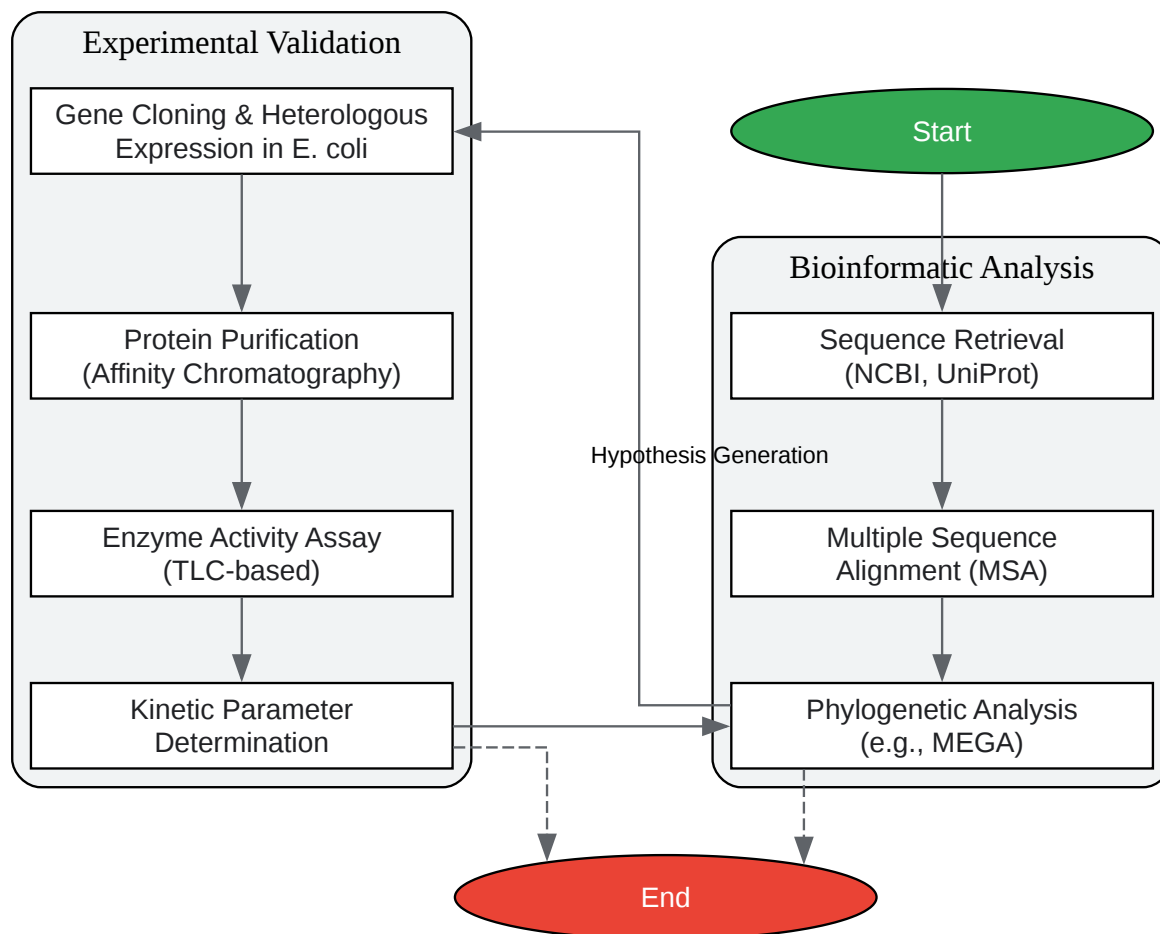 Experimental Validation
Gene Cloning & Heterologous
Expression in E. coli
Protein Purification
(Affinity Chromatography)
Enzyme Activity Assay
(TLC-based)
Kinetic Parameter
Determination
Hypothesis Generation
Start
Bioinformatic Analysis
Sequence Retrieval
(NCBI, UniProt)
Multiple Sequence
Alignment (MSA)
Phylogenetic Analysis
(e.g., MEGA)
End